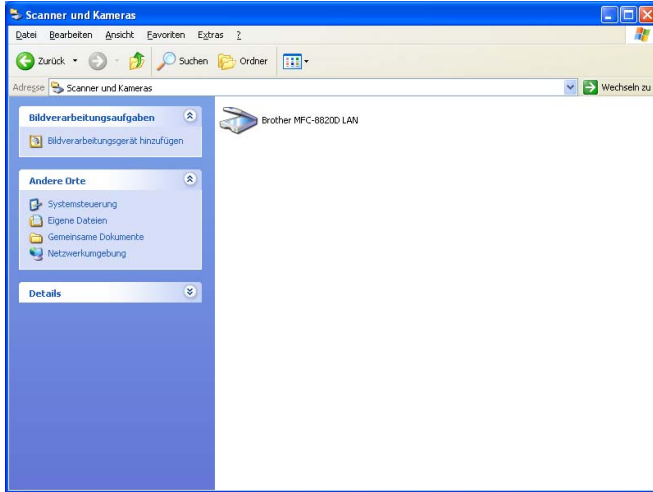 Scanner und Kameras
Datei Bearbeiten Ansicht Favoriten Extras ?
Zurück Suchen Ordner
Adresse Scanner und Kameras Wechseln zu
Bildverarbeitungsaufgaben
Bildverarbeitungsgerät hinzufügen
Andere Orte
Systemsteuerung
Eigene Dateien
Gemeinsame Dokumente
Netzwerkumgebung
Details
Brother MFC-8820D LAN